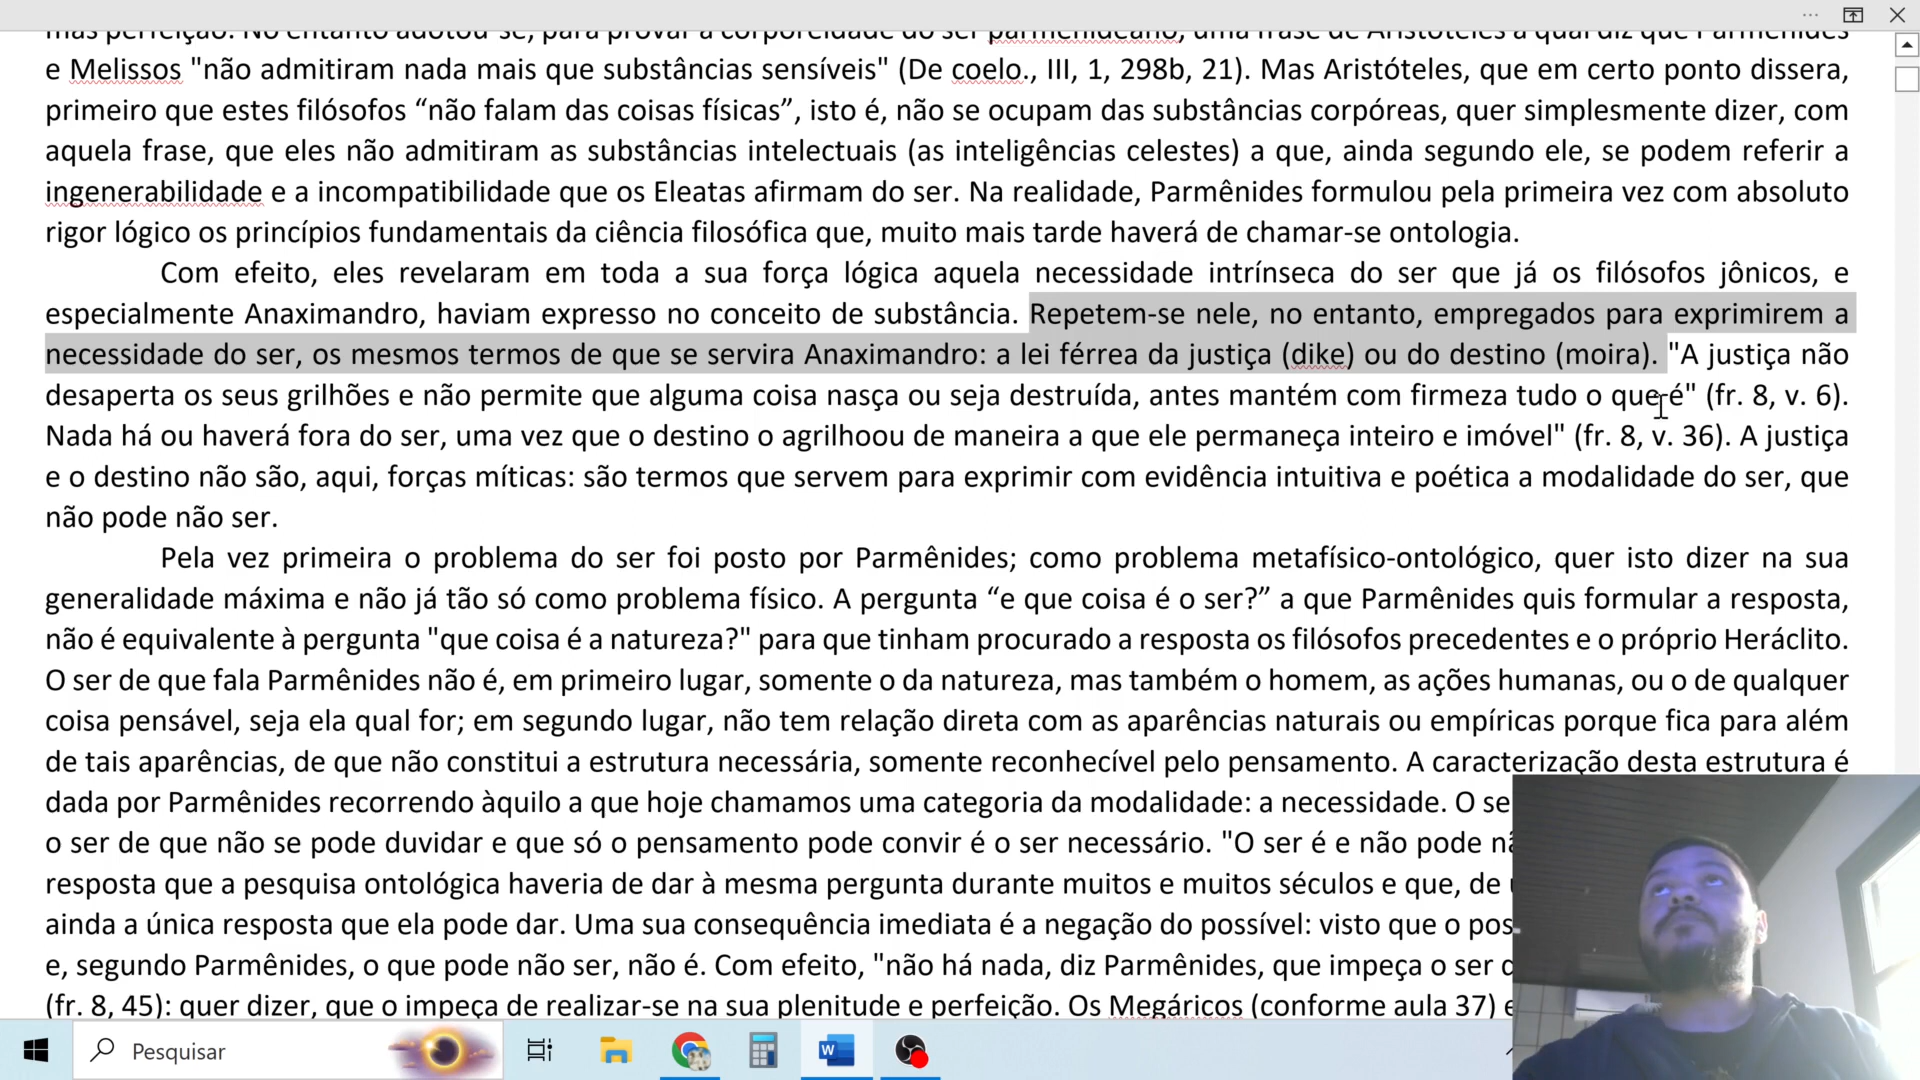 mas perfeição. No entanto adotou-se, para provar a corporeidade do ser parmenideano, uma frase de Aristóteles a qual diz que Parmênides
e Melissos "não admitiram nada mais que substâncias sensíveis" (De coelo., III, 1, 298b, 21). Mas Aristóteles, que em certo ponto dissera,
primeiro que estes filósofos “não falam das coisas físicas”, isto é, não se ocupam das substâncias corpóreas, quer simplesmente dizer, com
aquela frase, que eles não admitiram as substâncias intelectuais (as inteligências celestes) a que, ainda segundo ele, se podem referir a
ingenerabilidade e a incompatibilidade que os Eleatas afirmam do ser. Na realidade, Parmênides formulou pela primeira vez com absoluto
rigor lógico os princípios fundamentais da ciência filosófica que, muito mais tarde haverá de chamar-se ontologia.
Com efeito, eles revelaram em toda a sua força lógica aquela necessidade intrínseca do ser que já os filósofos jônicos, e
especialmente Anaximandro, haviam expresso no conceito de substância. Repetem-se nele, no entanto, empregados para exprimirem a
necessidade do ser, os mesmos termos de que se servira Anaximandro: a lei férrea da justiça (dike) ou do destino (moira). "A justiça não
desaperta os seus grilhões e não permite que alguma coisa nasça ou seja destruída, antes mantém com firmeza tudo o que é" (fr. 8, v. 6).
Nada há ou haverá fora do ser, uma vez que o destino o agrilhoou de maneira a que ele permaneça inteiro e imóvel" (fr. 8, v. 36). A justiça
e o destino não são, aqui, forças míticas: são termos que servem para exprimir com evidência intuitiva e poética a modalidade do ser, que
não pode não ser.
Pela vez primeira o problema do ser foi posto por Parmênides; como problema metafísico-ontológico, quer isto dizer na sua
generalidade máxima e não já tão só como problema físico. A pergunta “e que coisa é o ser?” a que Parmênides quis formular a resposta,
não é equivalente à pergunta "que coisa é a natureza?" para que tinham procurado a resposta os filósofos precedentes e o próprio Heráclito.
O ser de que fala Parmênides não é, em primeiro lugar, somente o da natureza, mas também o homem, as ações humanas, ou o de qualquer
coisa pensável, seja ela qual for; em segundo lugar, não tem relação direta com as aparências naturais ou empíricas porque fica para além
de tais aparências, de que não constitui a estrutura necessária, somente reconhecível pelo pensamento. A caracterização desta estrutura é
dada por Parmênides recorrendo àquilo a que hoje chamamos uma categoria da modalidade: a necessidade. O se
o ser de que não se pode duvidar e que só o pensamento pode convir é o ser necessário. "O ser é e não pode n
resposta que a pesquisa ontológica haveria de dar à mesma pergunta durante muitos e muitos séculos e que, de
ainda a única resposta que ela pode dar. Uma sua consequência imediata é a negação do possível: visto que o pos
e, segundo Parmênides, o que pode não ser, não é. Com efeito, "não há nada, diz Parmênides, que impeça o ser
(fr. 8, 45): quer dizer, que o impeça de realizar-se na sua plenitude e perfeição. Os Megáricos (conforme aula 37) e
Pesquisar